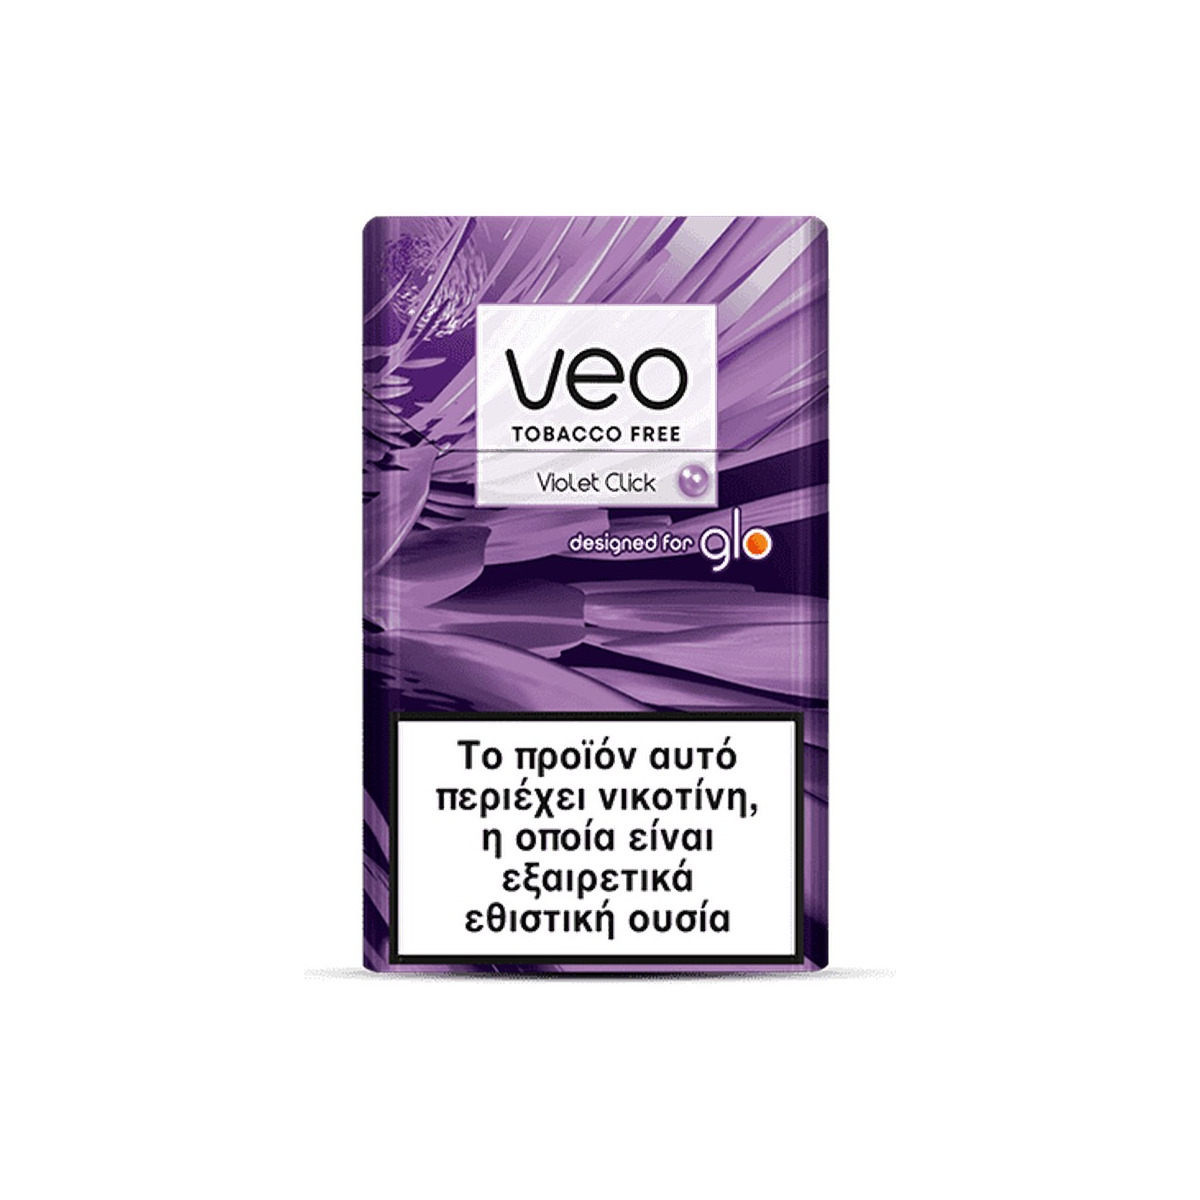 veo
TOBACCO FREE
Violet Click
designed for glo
Το προϊόν αυτό
περιέχει νικοτίνη,
η οποία είναι
εξαιρετικά
εθιστική ουσία